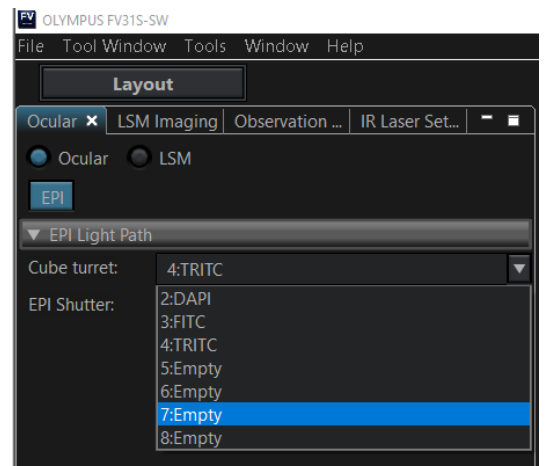 FV OLYMPUS FV31S-SW
File Tool Window Tools Window Help
Layout
Ocular LSM Imaging Observation ... IR Laser Set...
Ocular LSM
EPI
EPI Light Path
Cube turret: 4:TRITC
EPI Shutter:
2:DAPI
3:FITC
4:TRITC
5:Empty
6:Empty
7:Empty
8:Empty